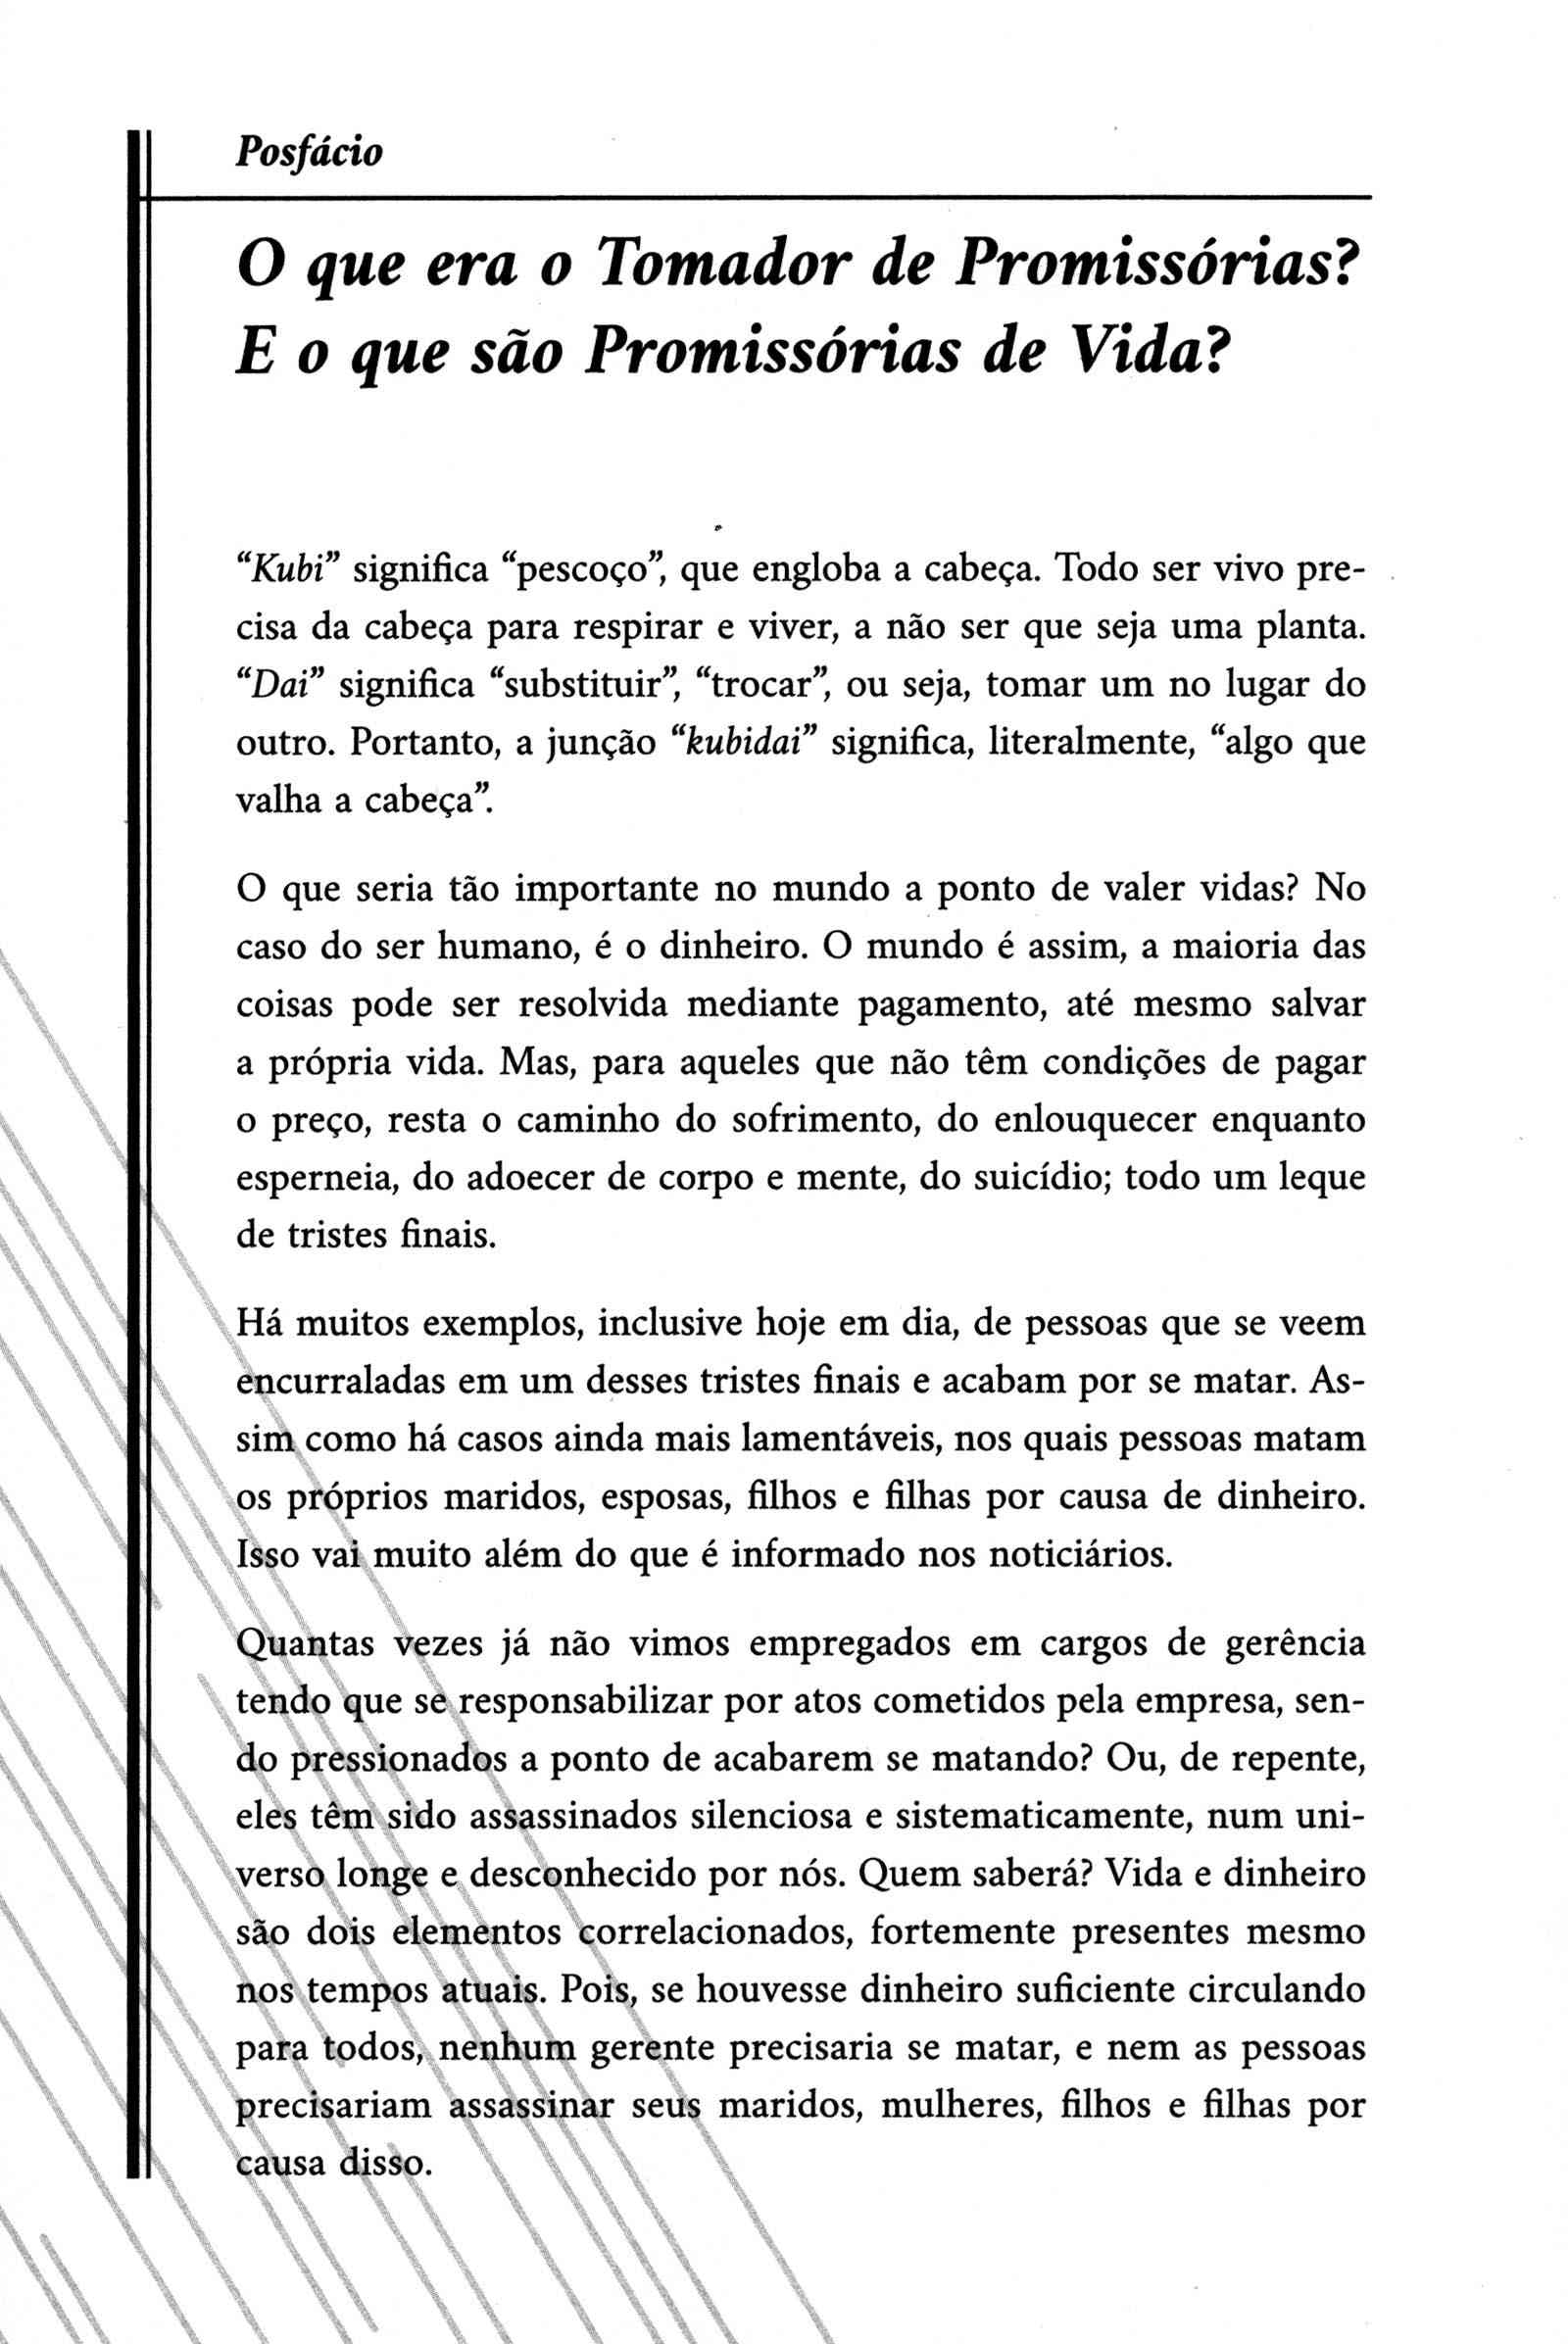 Posfácio
O que era o Tomador de Promissórias?
E o que são Promissórias de Vida?
“Kubi” significa “pescoço”, que engloba a cabeça. Todo ser vivo pre-
cisa da cabeça para respirar e viver, a não ser que seja uma planta.
“Dai” significa “substituir”, “trocar”, ou seja, tomar um no lugar do
outro. Portanto, a junção “kubidai” significa, literalmente, “algo que
valha a cabeça”.
O que seria tão importante no mundo a ponto de valer vidas? No
caso do ser humano, é o dinheiro. O mundo é assim, a maioria das
coisas pode ser resolvida mediante pagamento, até mesmo salvar
a própria vida. Mas, para aqueles que não têm condições de pagar
o preço, resta o caminho do sofrimento, do enlouquecer enquanto
esperneia, do adoecer de corpo e mente, do suicídio; todo um leque
de tristes finais.
Há muitos exemplos, inclusive hoje em dia, de pessoas que se veem
encurraladas em um desses tristes finais e acabam por se matar. As-
sim como há casos ainda mais lamentáveis, nos quais pessoas matam
os próprios maridos, esposas, filhos e filhas por causa de dinheiro.
Isso vai muito além do que é informado nos noticiários.
Quantas vezes já não vimos empregados em cargos de gerência
tendo que se responsabilizar por atos cometidos pela empresa, sen-
do pressionados a ponto de acabarem se matando? Ou, de repente,
eles têm sido assassinados silenciosa e sistematicamente, num uni-
verso longe e desconhecido por nós. Quem saberá? Vida e dinheiro
são dois elementos correlacionados, fortemente presentes mesmo
nos tempos atuais. Pois, se houvesse dinheiro suficiente circulando
para todos, nenhum gerente precisaria se matar, e nem as pessoas
precisariam assassinar seus maridos, mulheres, filhos e filhas por
causa disso.